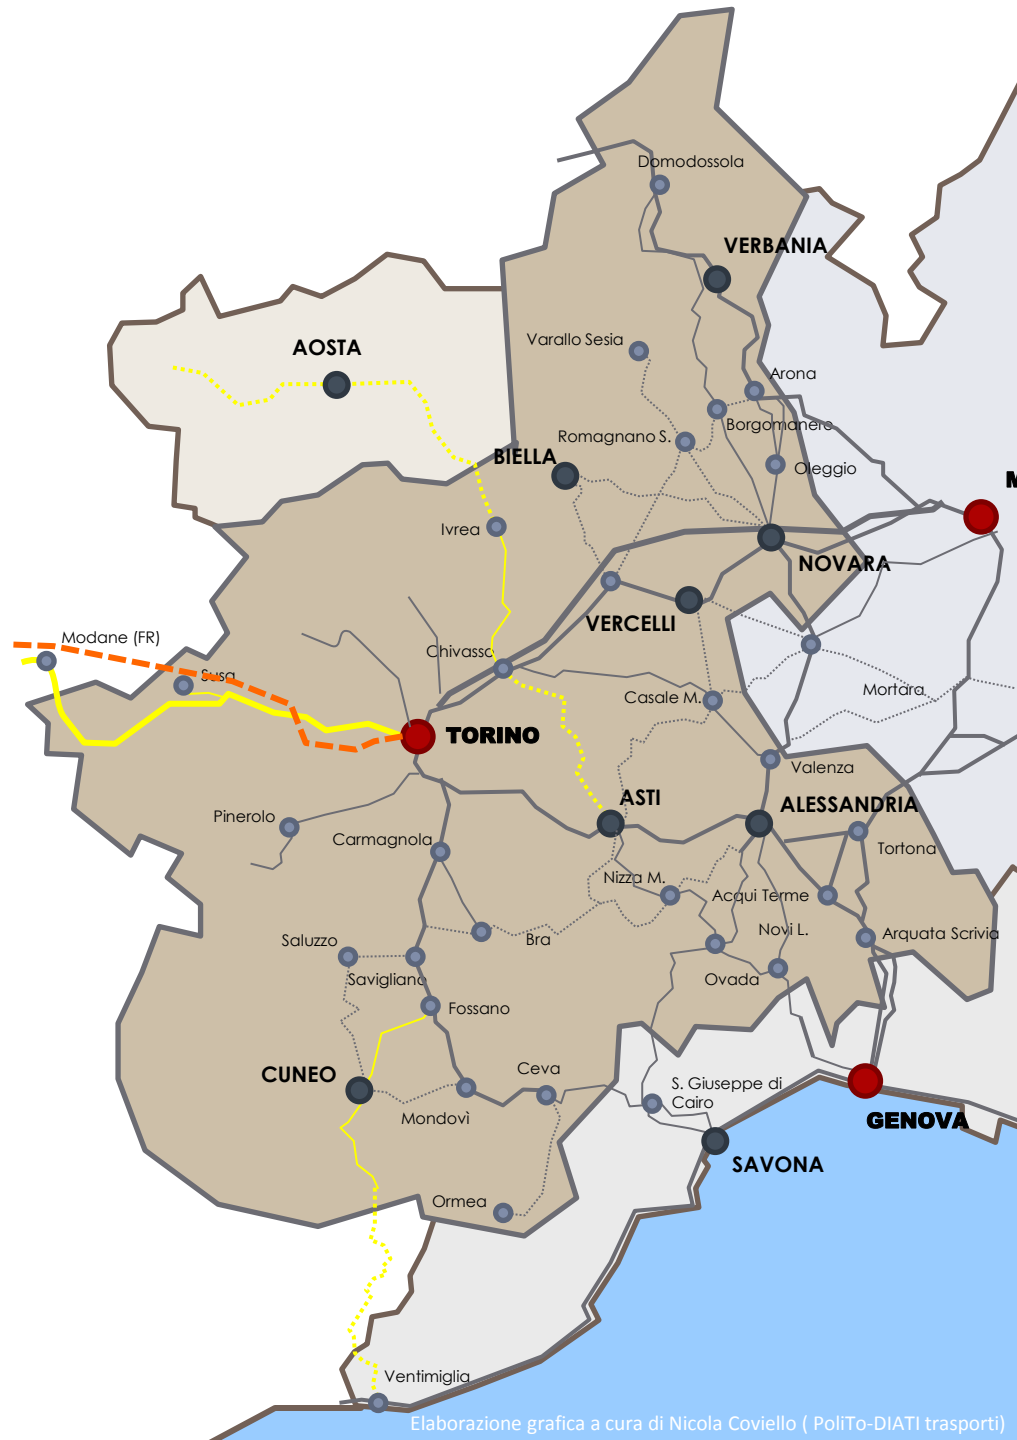 Domodossola
VERBANIA
Varallo Sesia
AOSTA
Arona
Borgomanero
Romagnano S.
BIELLA
Oleggio
M
Ivrea
NOVARA
VERCELLI
Modane (FR)
Chivasso
Susa
Casale M.
Mortara
TORINO
Valenza
ASTI
ALESSANDRIA
Pinerolo
Carmagnola
Tortona
Nizza M.
Acqui Terme
Saluzzo
Bra
Novi L.
Arquata Scrivia
Savigliano
Ovada
Fossano
CUNEO
Ceva
S. Giuseppe di
Cairo
Mondovì
GENOVA
SAVONA
Ormea
Ventimiglia
Elaborazione grafica a cura di Nicola Coviello ( PoliTo-DIATI trasporti)